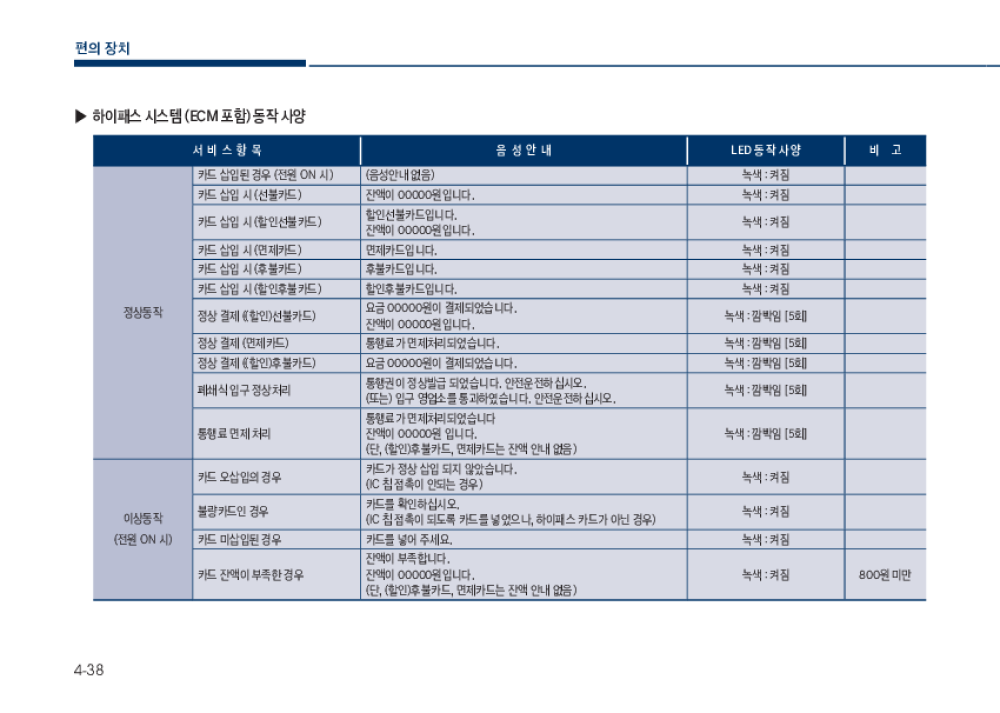 편의 장치
▶ 하이패스 시스템 (ECM 포함) 동작 사양
서비스항목 음성안내 LED 동작사양 비 고
정상동작
카드 삽입된 경우 (전원 ON 시) (음성안내 없음) 녹색 : 켜짐
카드 삽입 시 (선불카드) 잔액이 00000원입니다. 녹색 : 켜짐
카드 삽입 시 (할인선불카드) 할인선불카드입니다.
잔액이 00000원입니다. 녹색 : 켜짐
카드 삽입 시 (면제카드) 면제카드입니다. 녹색 : 켜짐
카드 삽입 시 (후불카드) 후불카드입니다. 녹색 : 켜짐
카드 삽입 시 (할인후불카드) 할인후불카드입니다. 녹색 : 켜짐
정상 결제 ((할인)선불카드) 요금 00000원이 결제되었습니다.
잔액이 00000원입니다. 녹색 : 깜박임 [5회]
정상 결제 (면제카드) 통행료가 면제처리되었습니다. 녹색 : 깜박임 [5회]
정상 결제 ((할인)후불카드) 요금 00000원이 결제되었습니다. 녹색 : 깜박임 [5회]
폐쇄식 입구 정상처리 통행권이 정상발급 되었습니다. 안전운전하십시오.
(또는) 입구 영업소를 통과하였습니다. 안전운전하십시오. 녹색 : 깜박임 [5회]
통행료 면제 처리 통행료가 면제처리되었습니다
잔액이 00000원 입니다.
(단, (할인)후불카드, 면제카드는 잔액 안내 없음) 녹색 : 깜박임 [5회]
이상동작
(전원 ON 시)
카드 오삽입의 경우 카드가 정상 삽입 되지 않았습니다.
(IC 칩 접촉이 안되는 경우) 녹색 : 켜짐
불량카드인 경우 카드를 확인하십시오.
(IC 칩 접촉이 되도록 카드를 넣었으나, 하이패스 카드가 아닌 경우) 녹색 : 켜짐
카드 미삽입된 경우 카드를 넣어 주세요. 녹색 : 켜짐
카드 잔액이 부족한 경우 잔액이 부족합니다.
잔액이 00000원입니다.
(단, (할인)후불카드, 면제카드는 잔액 안내 없음) 녹색 : 켜짐 800원 미만
4-38